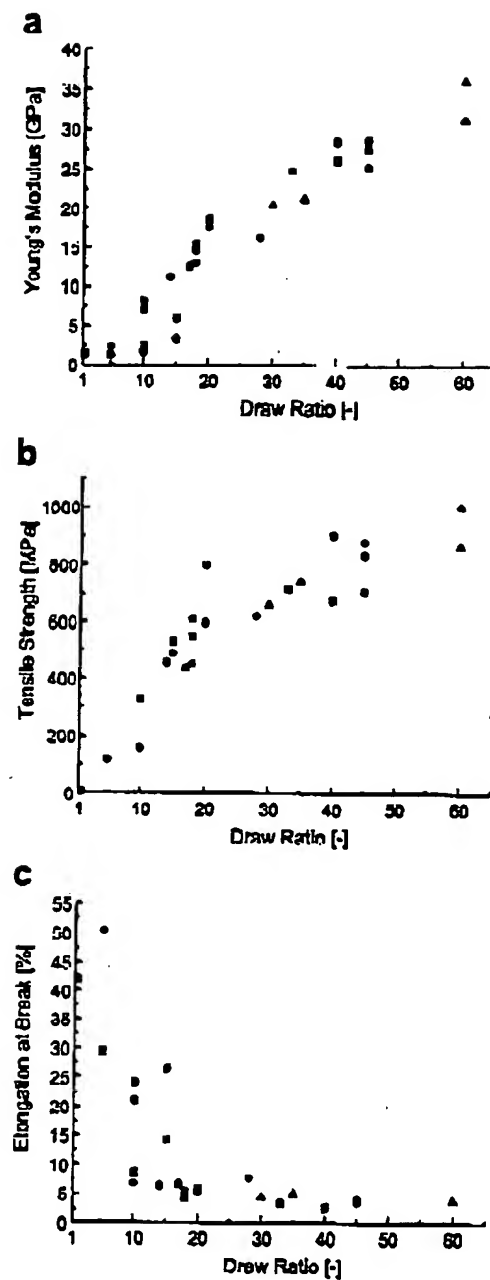 a
40
35
30
25
20
15
10
5
0
Young's Modulus [GPa]
1 10 20 30 40 50 60
Draw Ratio [-]
b
1000
800
600
400
200
0
Tensile Strength [MPa]
1 10 20 30 40 50 60
Draw Ratio [-]
c
55
50
45
40
35
30
25
20
15
10
5
0
Elongation at Break [%]
1 10 20 30 40 50 60
Draw Ratio [-]